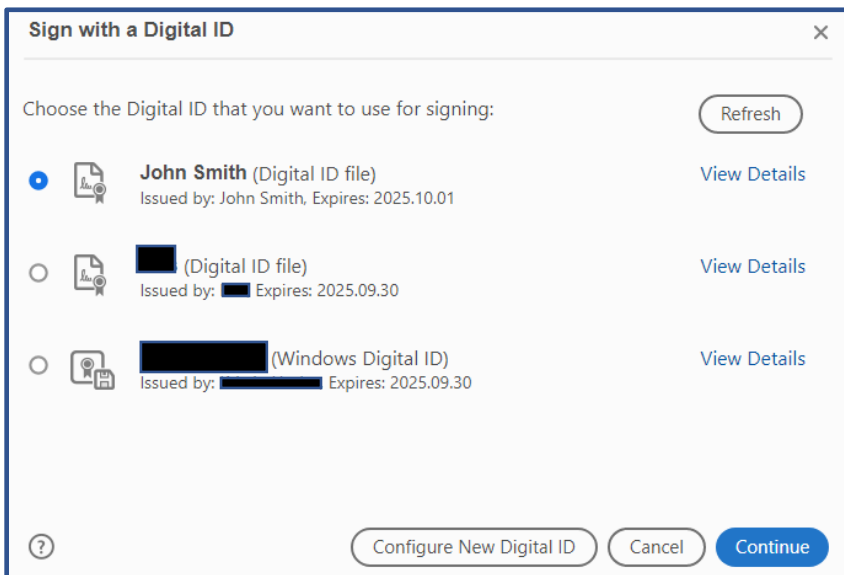 Sign with a Digital ID
Choose the Digital ID that you want to use for signing:
Refresh
John Smith (Digital ID file)
View Details
Issued by: John Smith, Expires: 2025.10.01
(Digital ID file)
View Details
Issued by: Expires: 2025.09.30
(Windows Digital ID)
View Details
Issued by: Expires: 2025.09.30
?
Configure New Digital ID
Cancel
Continue